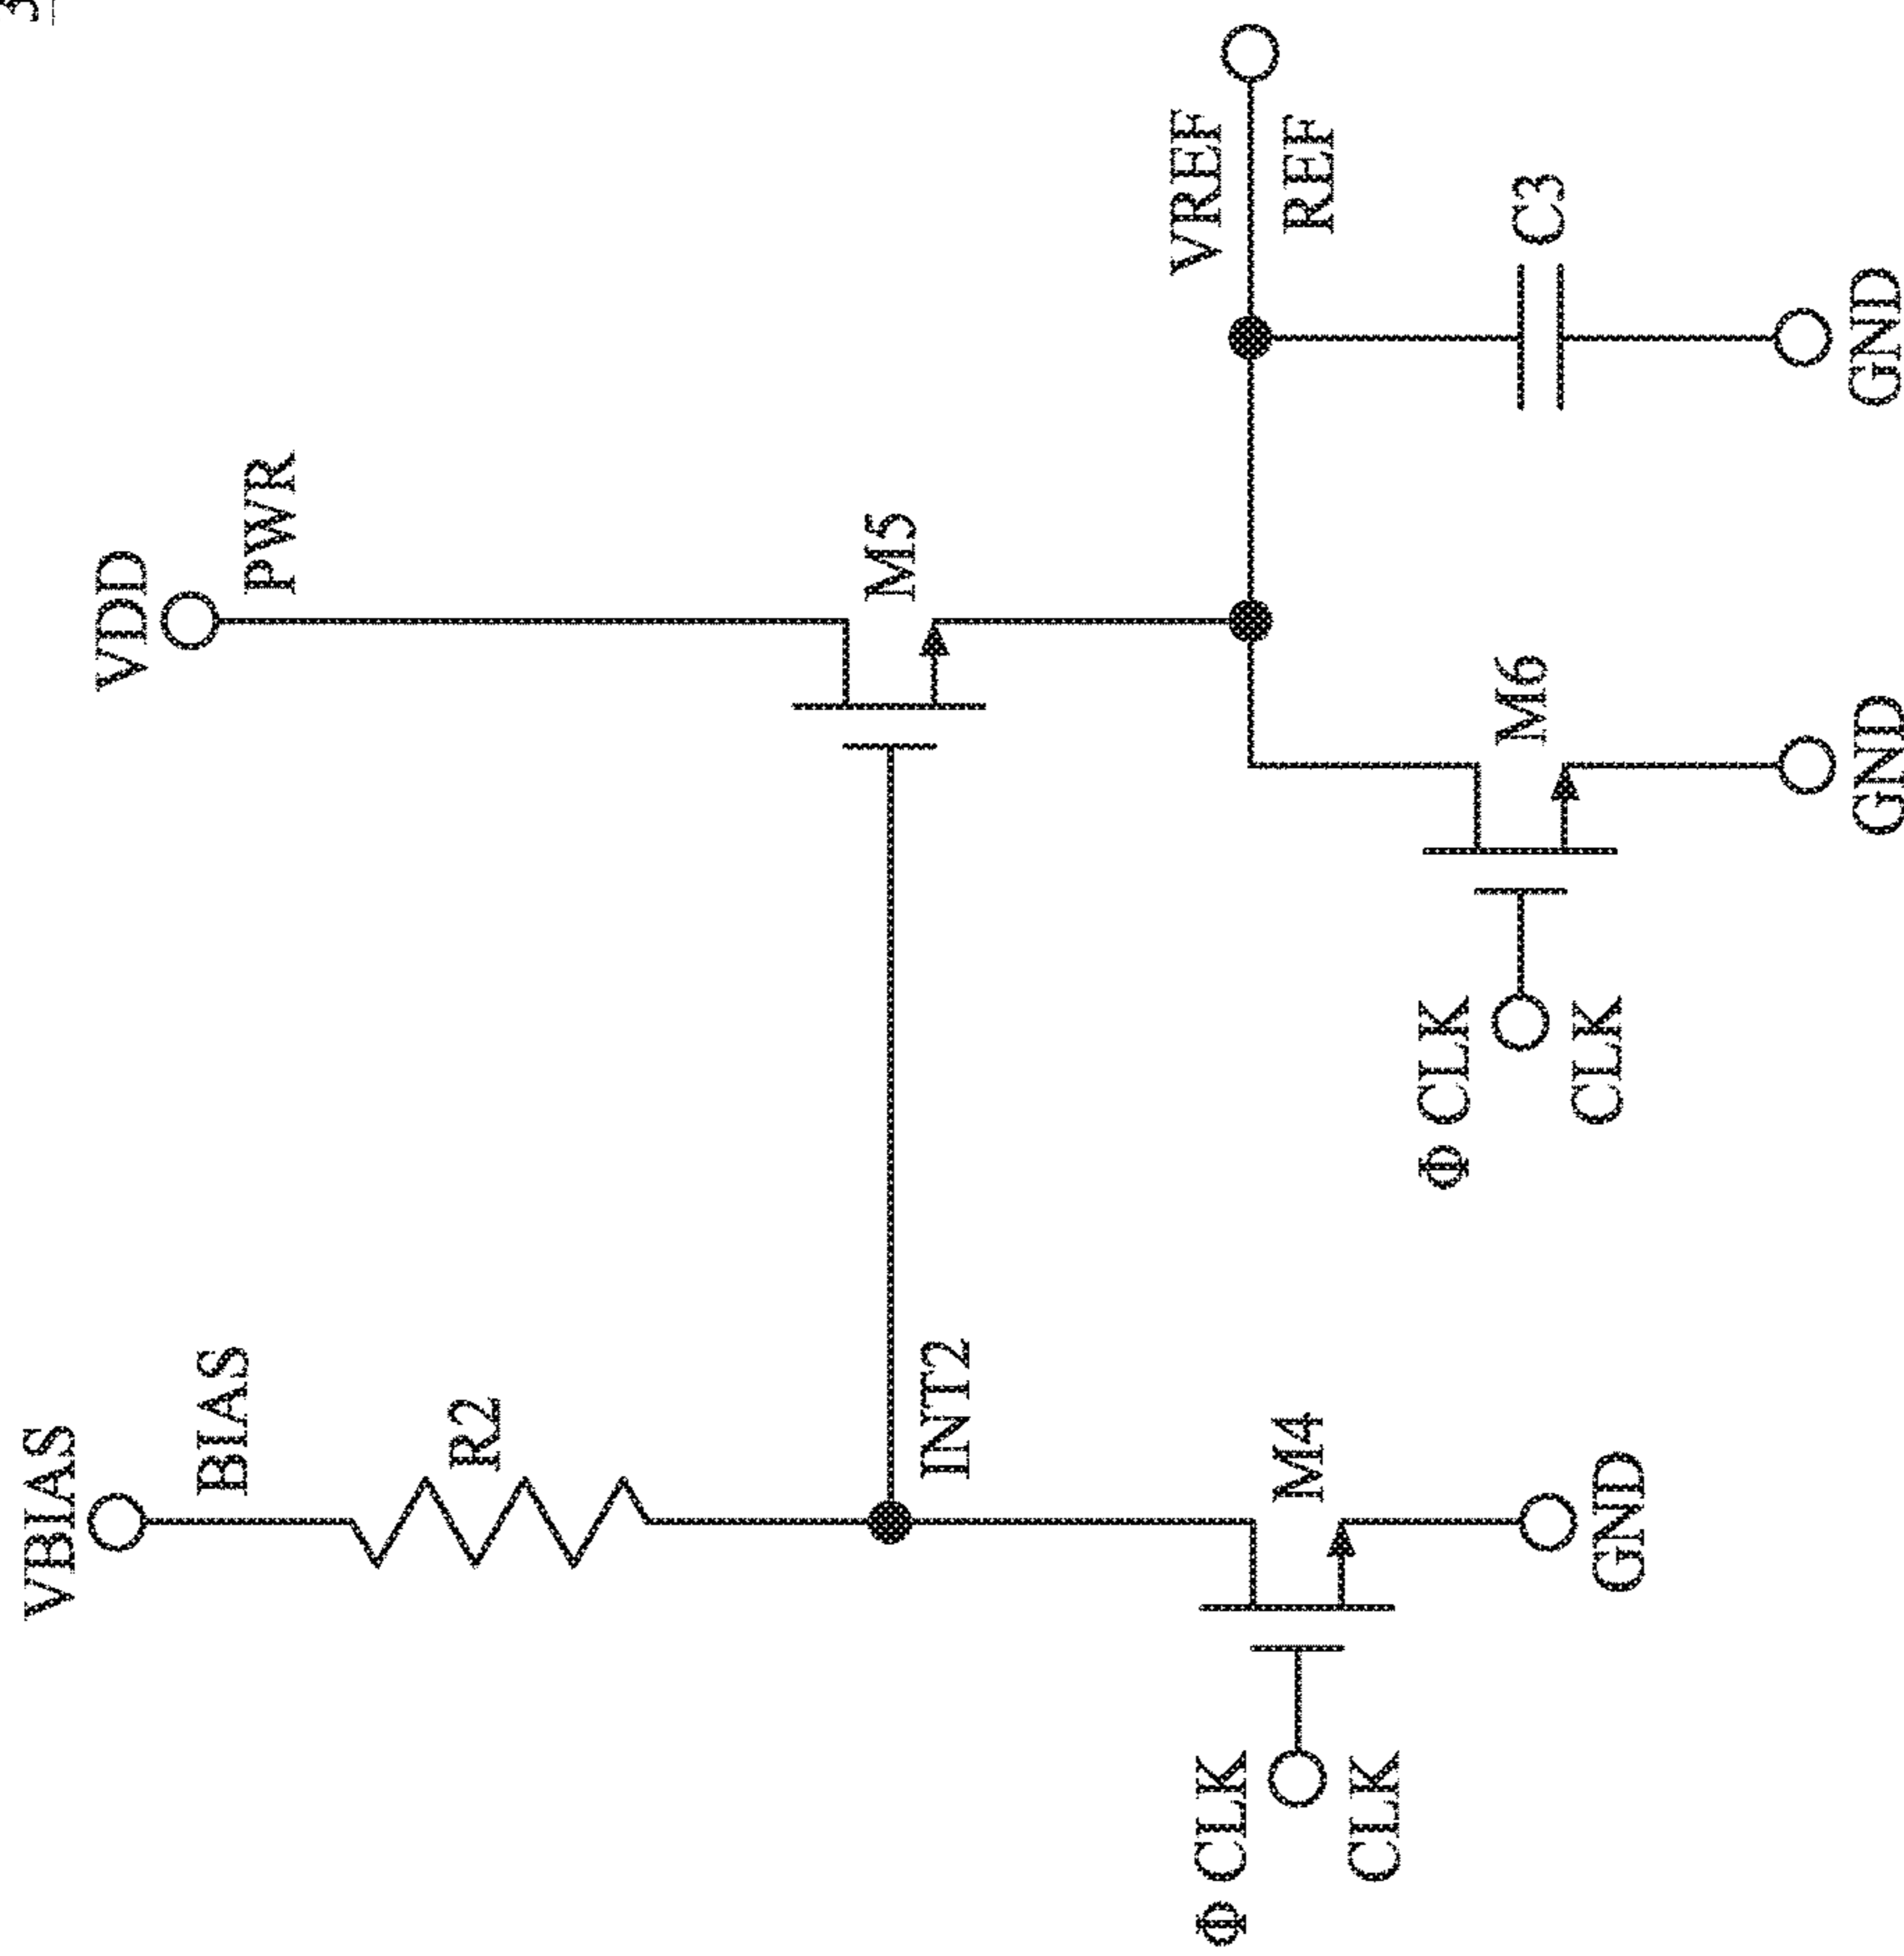 VBIAS
BIAS
R2
INT2
M4
Φ CLK
CLK
GND
VDD
PWR
M5
M6
Φ CLK
CLK
GND
VREF
REF
C3
GND